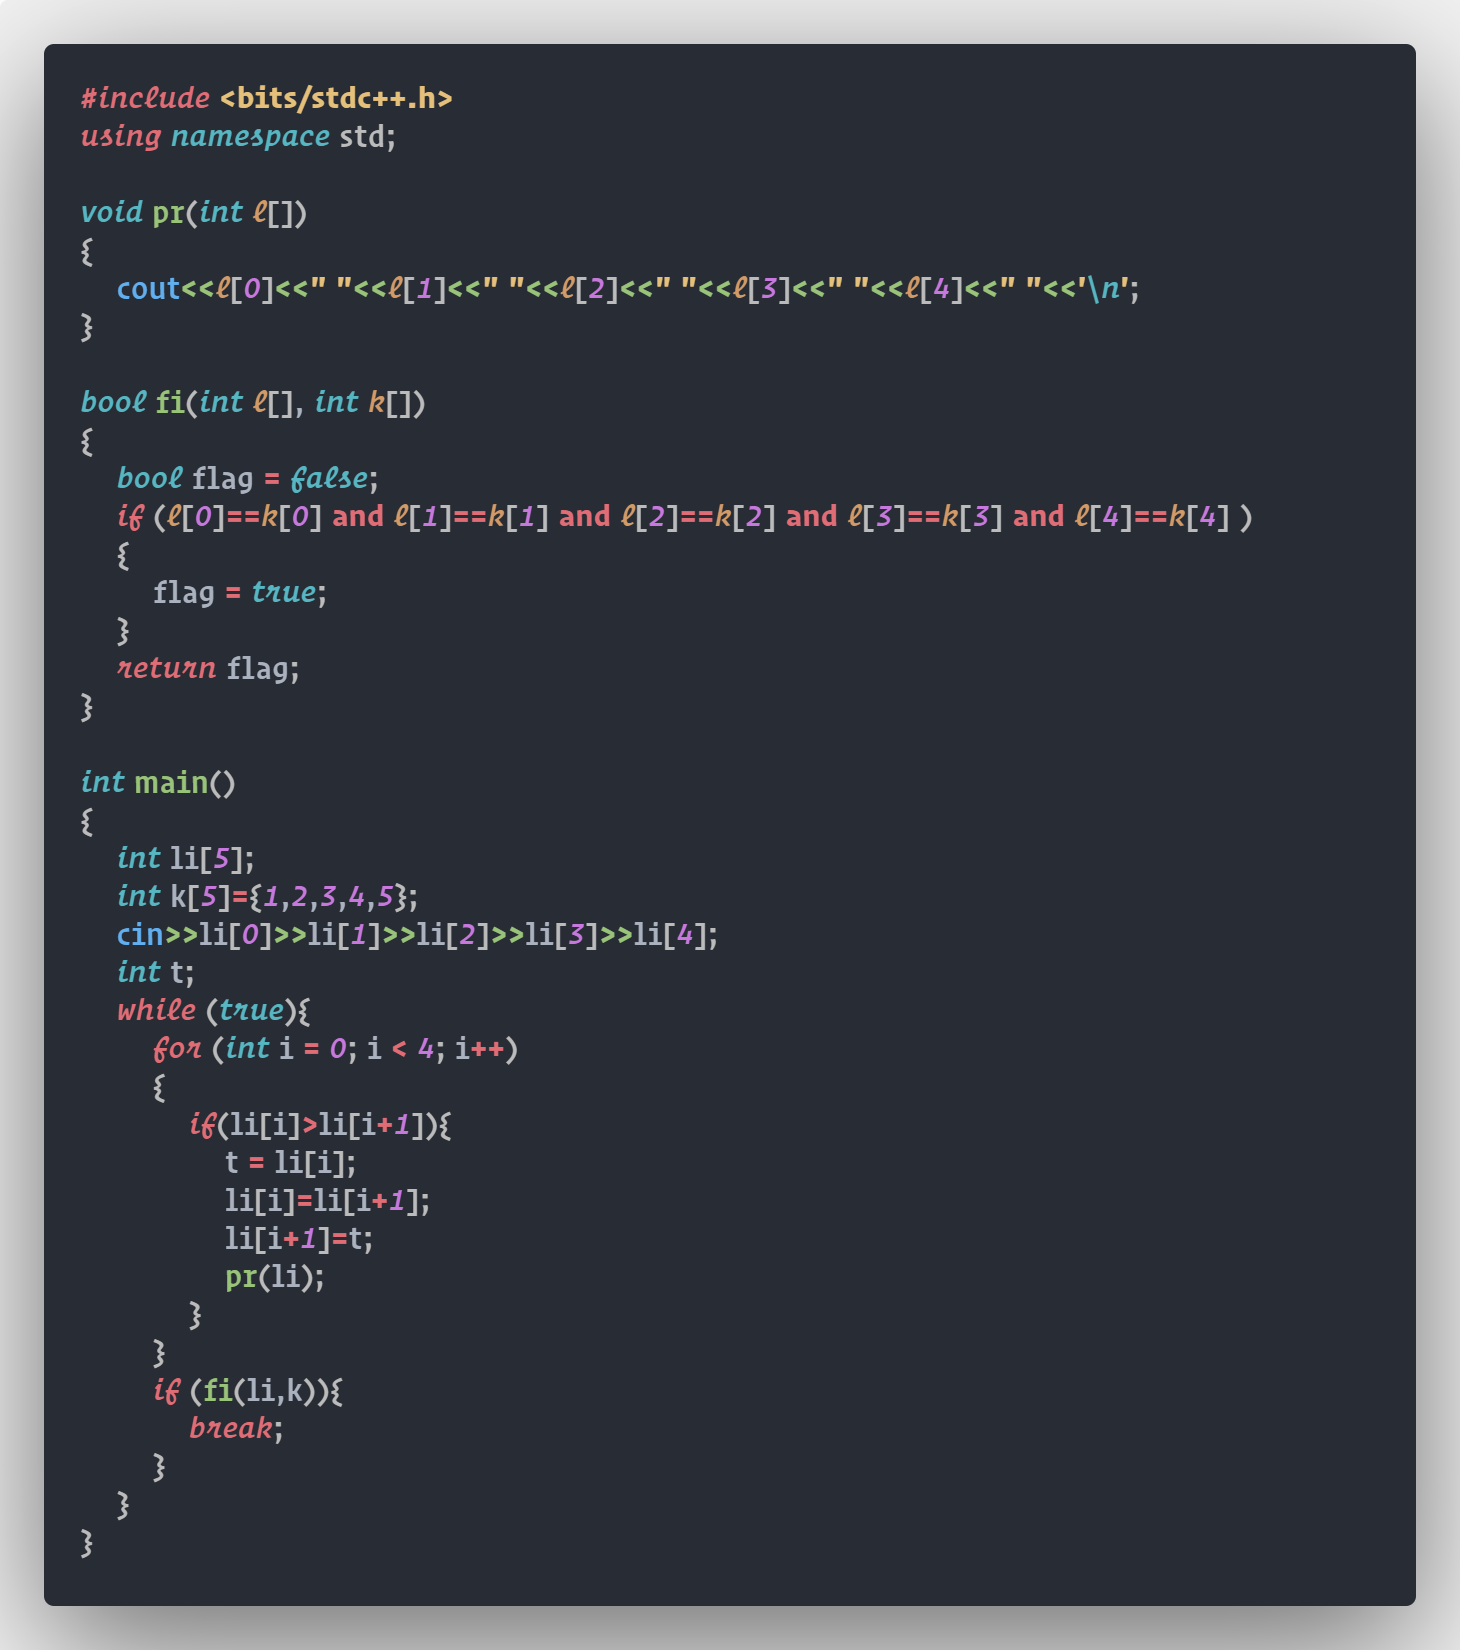 #include <bits/stdc++.h>
using namespace std;

void pr(int l[])
{
    cout<<l[0]<<" "<<l[1]<<" "<<l[2]<<" "<<l[3]<<" "<<l[4]<<" "<<'\n';
}

bool fi(int l[], int k[])
{
    bool flag = false;
    if (l[0]==k[0] and l[1]==k[1] and l[2]==k[2] and l[3]==k[3] and l[4]==k[4] )
    {
        flag = true;
    }
    return flag;
}

int main()
{
    int li[5];
    int k[5]={1,2,3,4,5};
    cin>>li[0]>>li[1]>>li[2]>>li[3]>>li[4];
    int t;
    while (true){
        for (int i = 0; i < 4; i++)
        {
            if(li[i]>li[i+1]){
                t = li[i];
                li[i]=li[i+1];
                li[i+1]=t;
                pr(li);
            }
        }
        if (fi(li,k)){
            break;
        }
    }
}